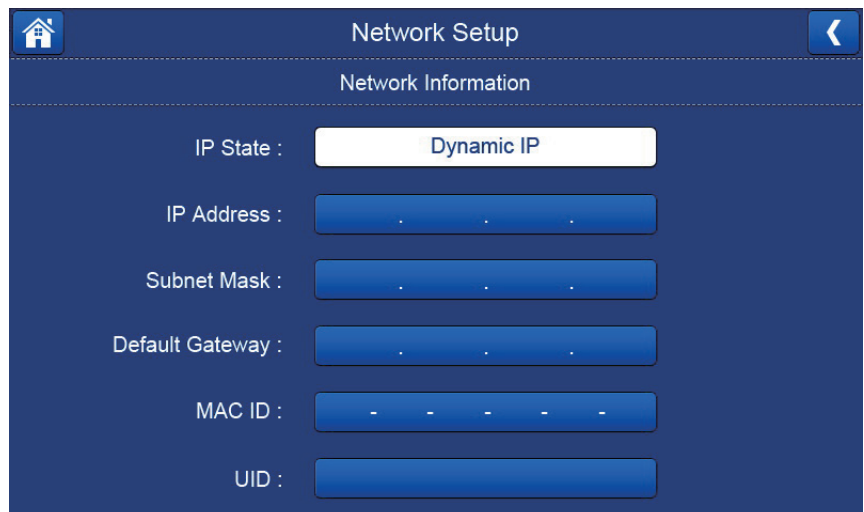 Network Setup
Network Information
IP State : Dynamic IP
IP Address : . . .
Subnet Mask : . . .
Default Gateway : . . .
MAC ID : - - - - -
UID :